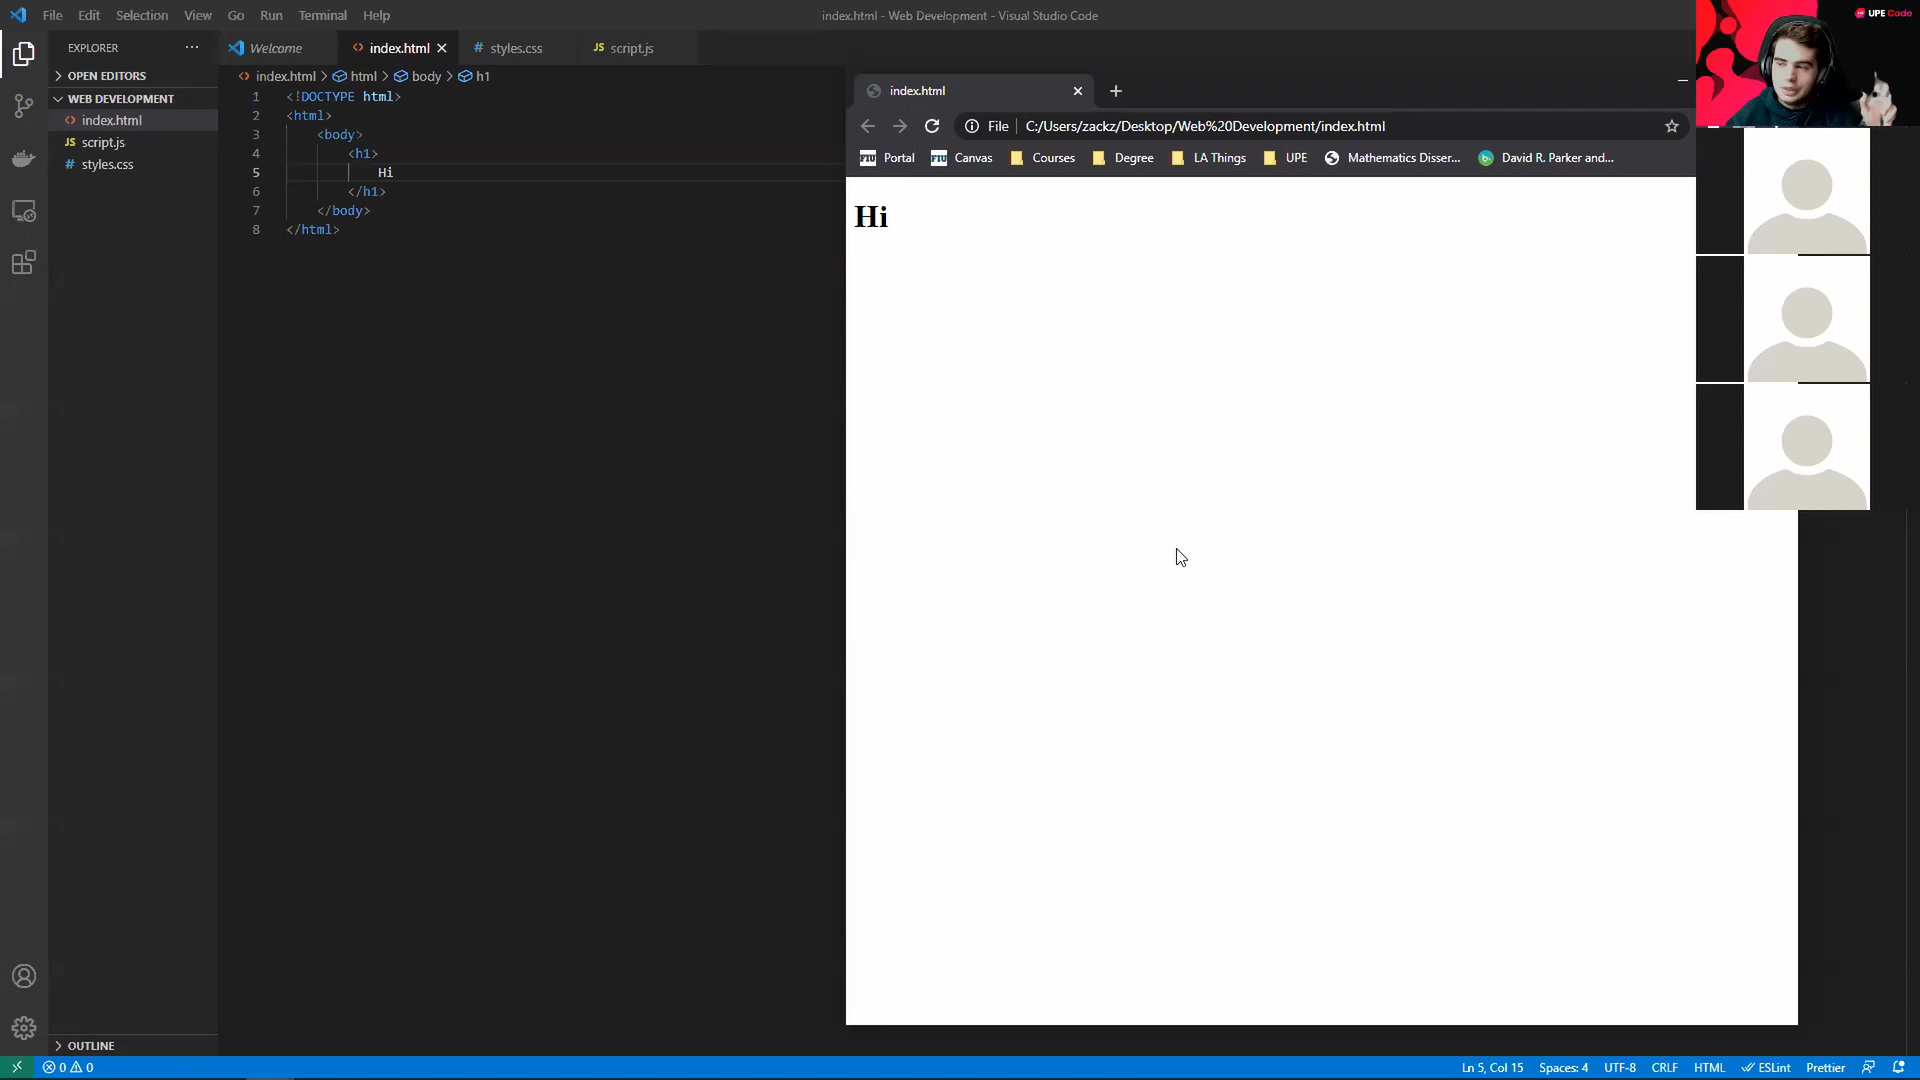 File Edit Selection View Go Run Terminal Help
index.html - Web Development - Visual Studio Code
UPE Code
EXPLORER ...
OPEN EDITORS
WEB DEVELOPMENT
index.html
JS script.js
# styles.css
Welcome
index.html
# styles.css
JS script.js
index.html > html > body > h1
1 <!DOCTYPE html>
2 <html>
3 <body>
4 <h1>
5 Hi
6 </h1>
7 </body>
8 </html>
index.html
File C:/Users/zackz/Desktop/Web%20Development/index.html
FIU Portal FIU Canvas Courses Degree LA Things UPE Mathematics Disser... b. David R. Parker and...
Hi
OUTLINE
0 0
Ln 5, Col 15 Spaces: 4 UTF-8 CRLF HTML ESLint Prettier